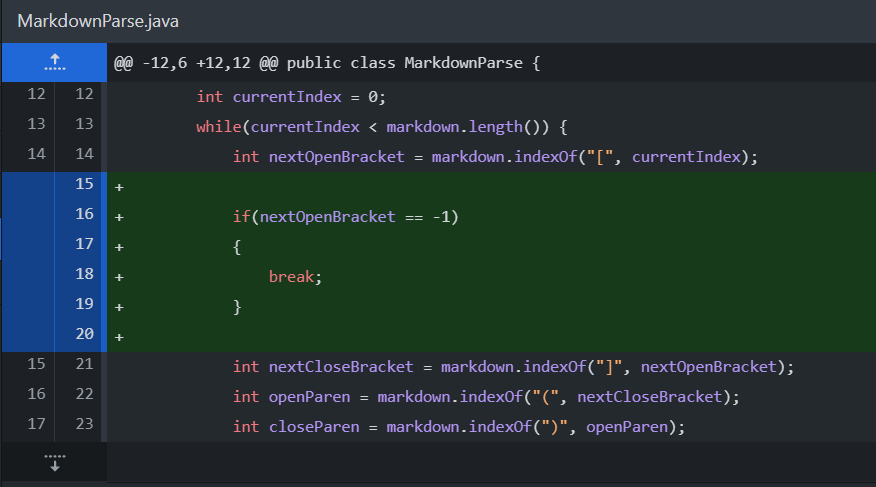 MarkdownParse.java
@@ -12,6 +12,12 @@ public class MarkdownParse {
12 12 int currentIndex = 0;
13 13 while(currentIndex < markdown.length()) {
14 14 int nextOpenBracket = markdown.indexOf("[", currentIndex);
15 +
16 + if(nextOpenBracket == -1)
17 + {
18 + break;
19 + }
20 +
15 21 int nextCloseBracket = markdown.indexOf("]", nextOpenBracket);
16 22 int openParen = markdown.indexOf("(", nextCloseBracket);
17 23 int closeParen = markdown.indexOf(")", openParen);